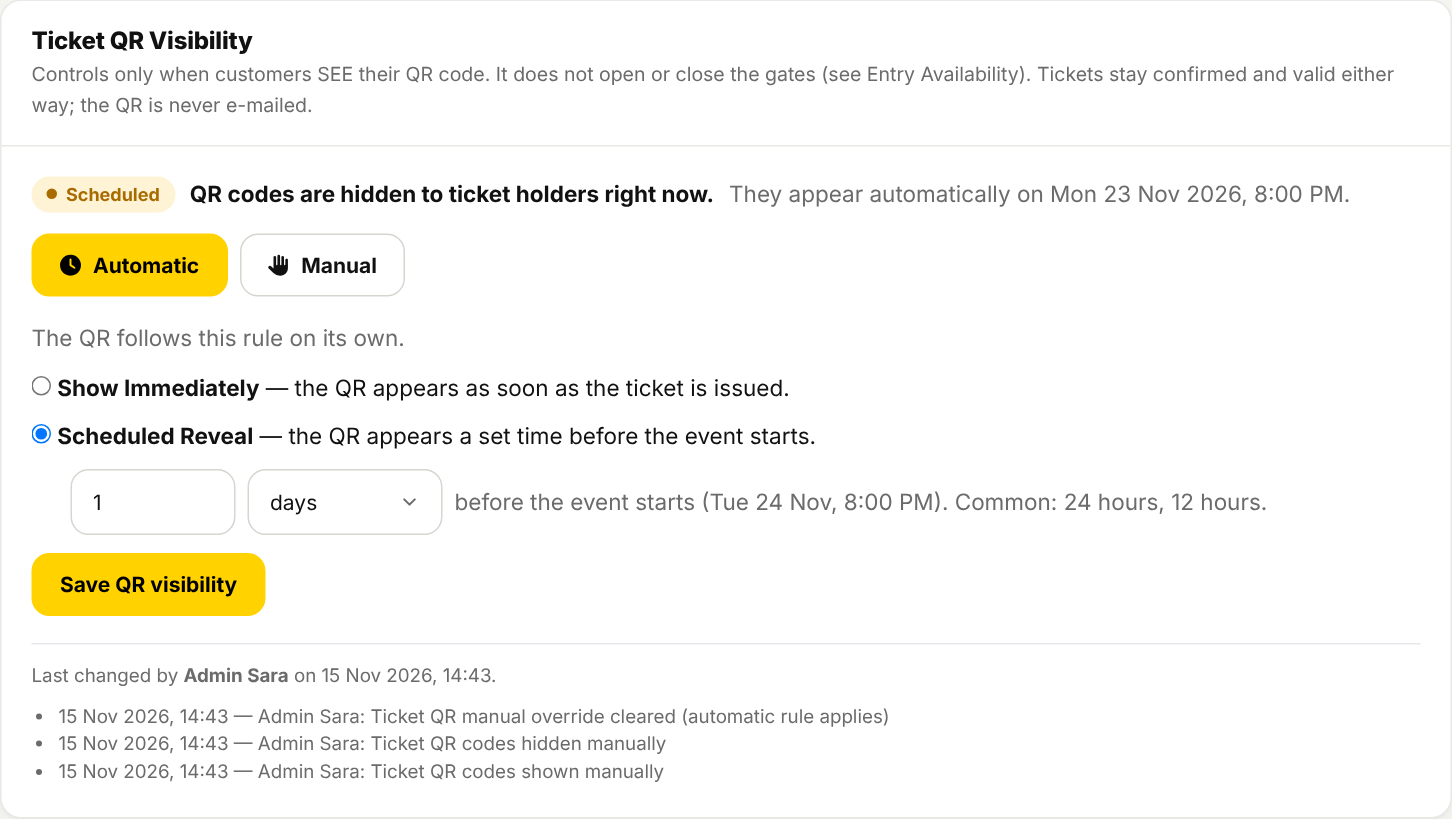 Ticket QR Visibility
Controls only when customers SEE their QR code. It does not open or close the gates (see Entry Availability). Tickets stay confirmed and valid either
way; the QR is never e-mailed.
Scheduled QR codes are hidden to ticket holders right now. They appear automatically on Mon 23 Nov 2026, 8:00 PM.
Automatic Manual
The QR follows this rule on its own.
Show Immediately — the QR appears as soon as the ticket is issued.
Scheduled Reveal — the QR appears a set time before the event starts.
1 days before the event starts (Tue 24 Nov, 8:00 PM). Common: 24 hours, 12 hours.
Save QR visibility
Last changed by Admin Sara on 15 Nov 2026, 14:43.
• 15 Nov 2026, 14:43 — Admin Sara: Ticket QR manual override cleared (automatic rule applies)
• 15 Nov 2026, 14:43 — Admin Sara: Ticket QR codes hidden manually
• 15 Nov 2026, 14:43 — Admin Sara: Ticket QR codes shown manually